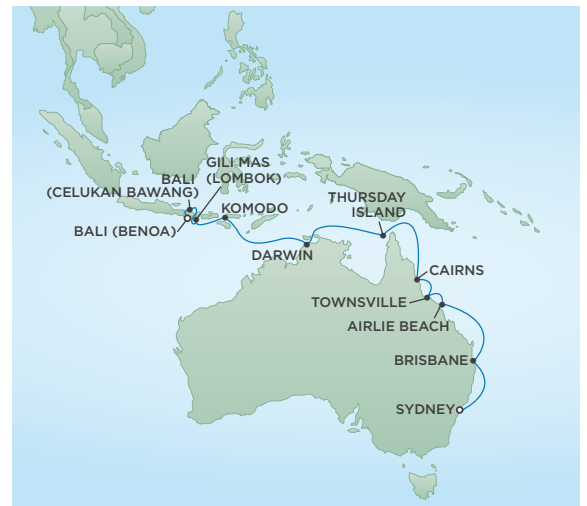 GILI MAS
(LOMBOK)
BALI
(CELUKAN BAWANG)
BALI (BENOA)
KOMODO
THURSDAY
ISLAND
DARWIN
CAIRNS
TOWNSVILLE
AIRLIE BEACH
BRISBANE
SYDNEY